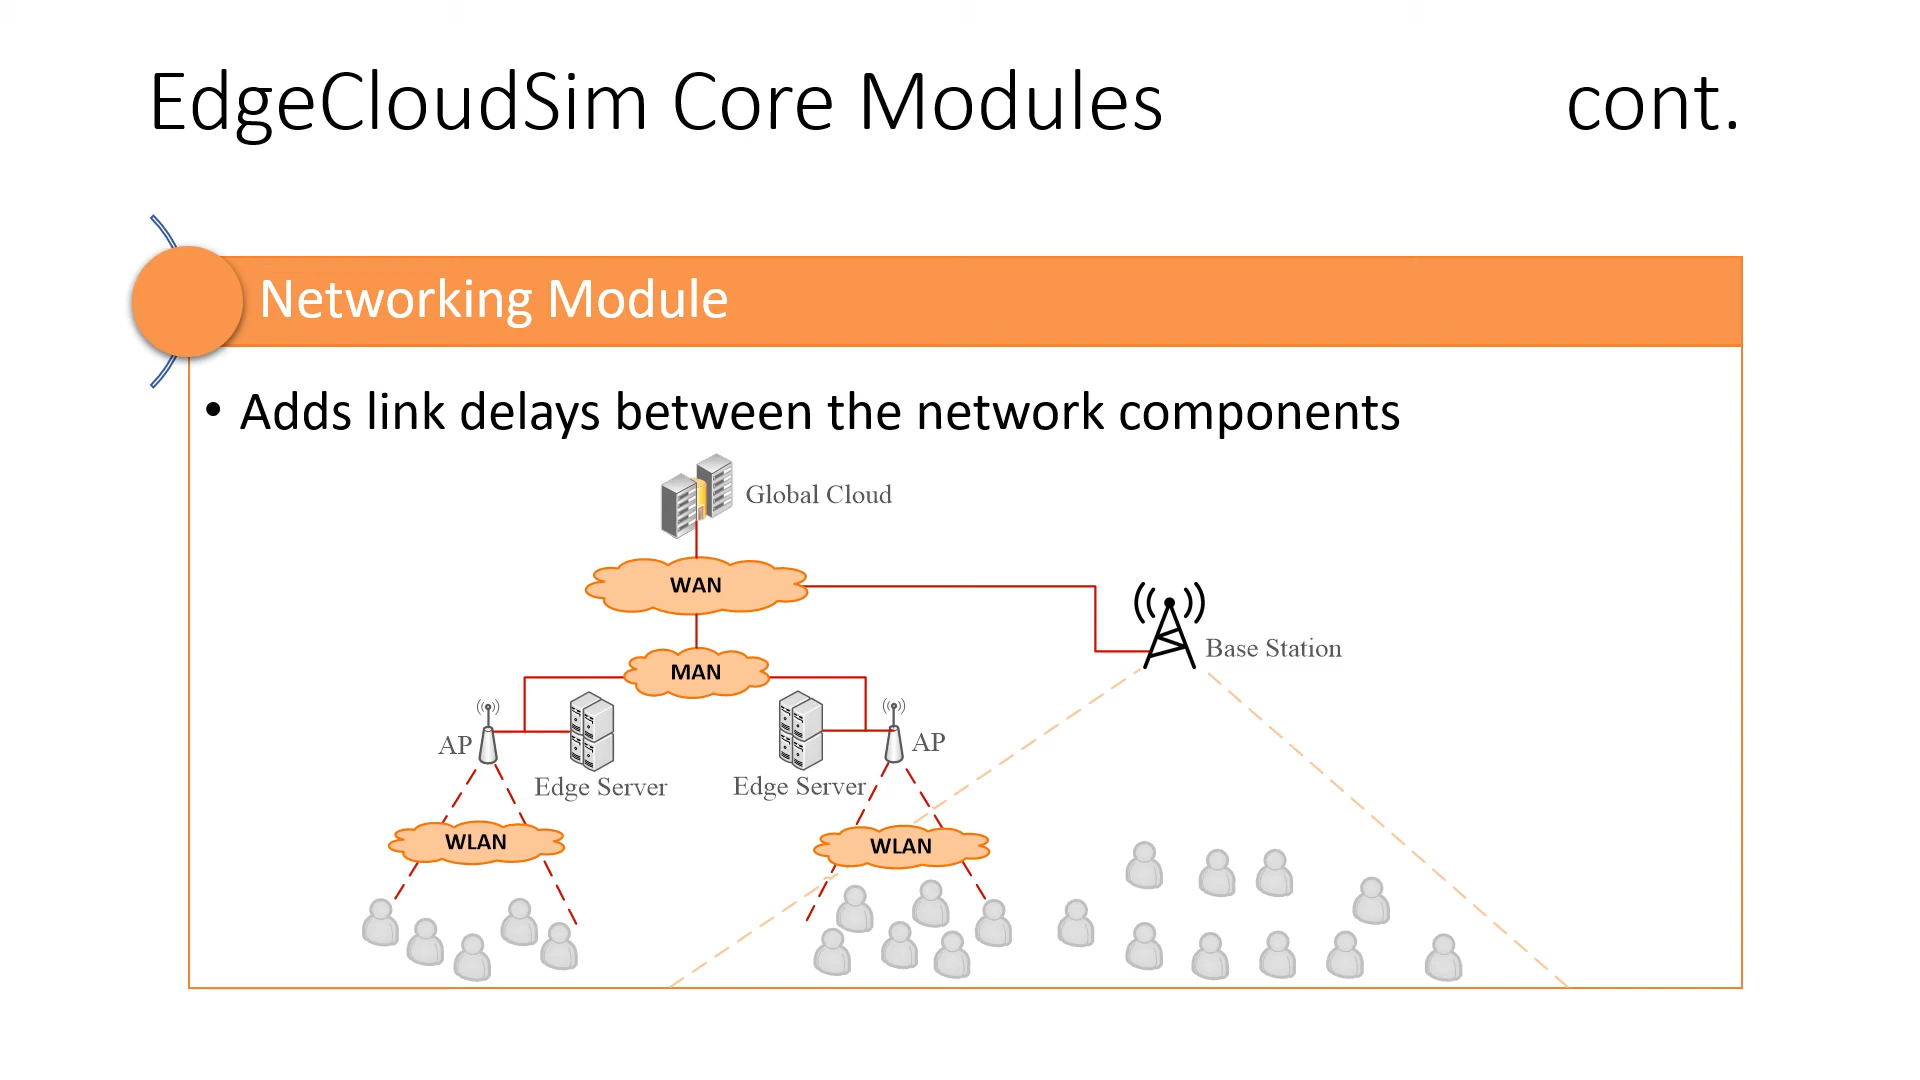 EdgeCloudSim Core Modules cont.
Networking Module
• Adds link delays between the network components
Global Cloud
WAN
Base Station
MAN
AP
Edge Server
Edge Server
AP
WLAN
WLAN